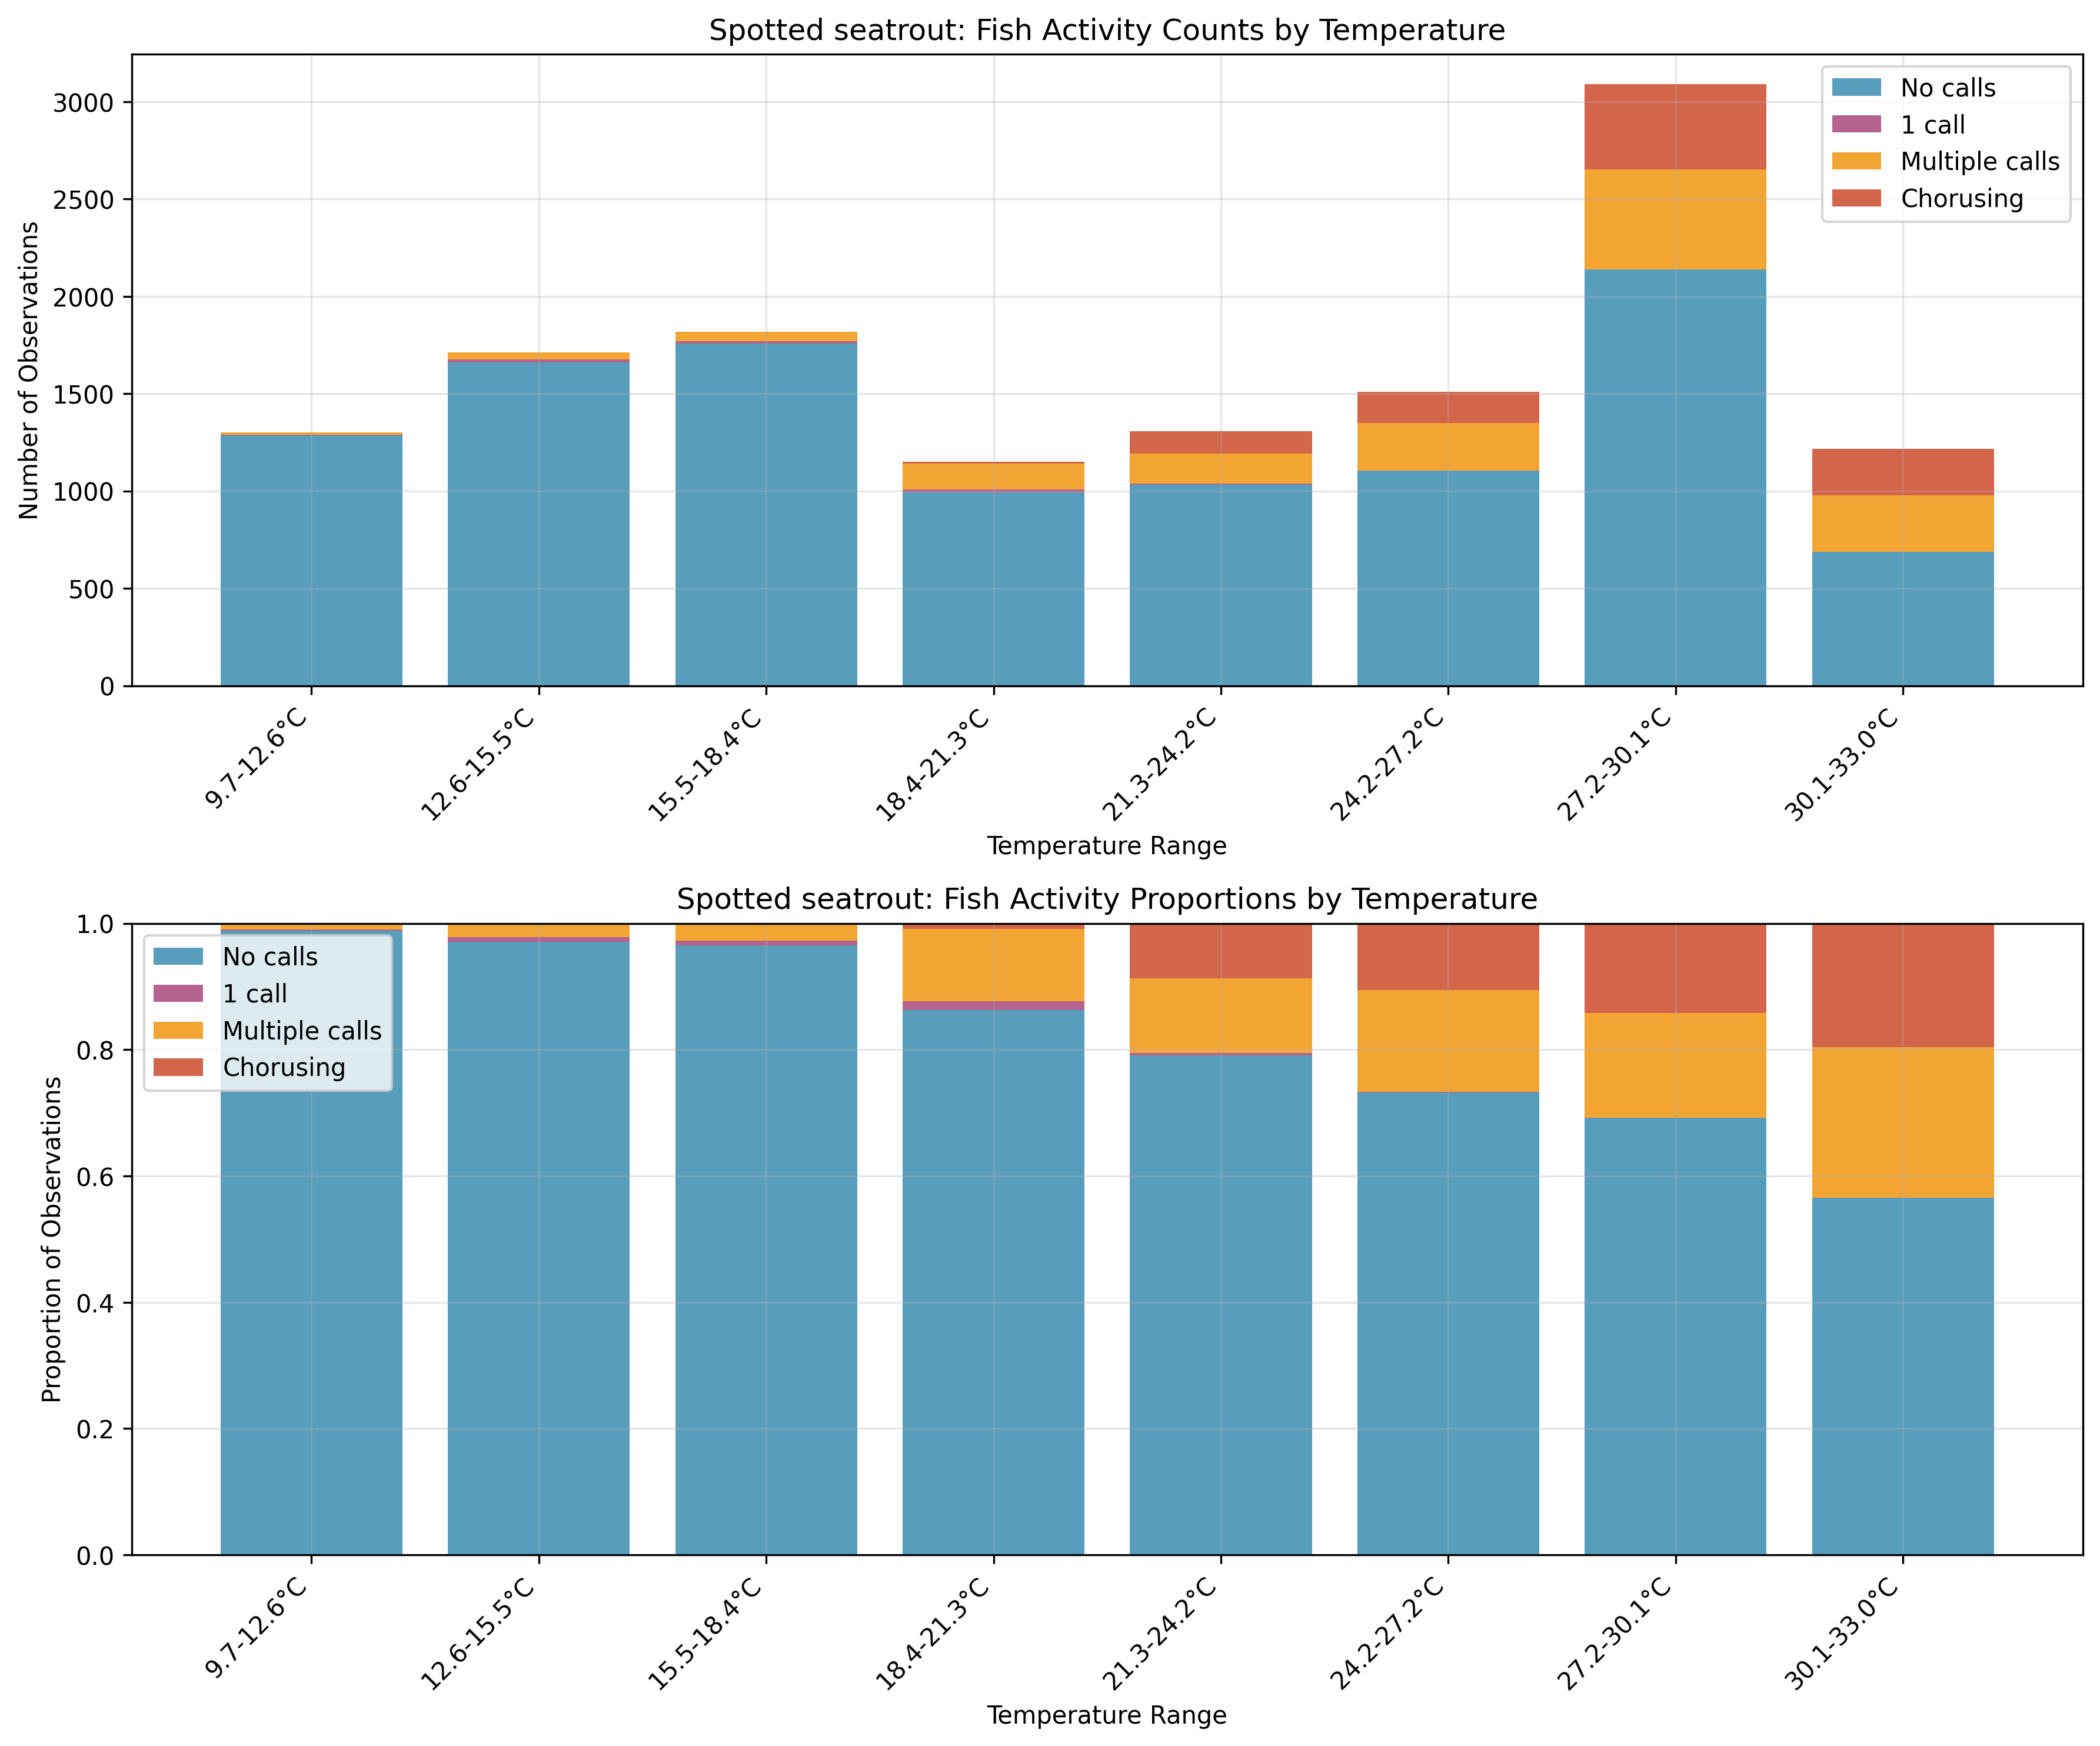 Spotted seatrout: Fish Activity Counts by Temperature
Number of Observations
3000
2500
2000
1500
1000
500
0
No calls
1 call
Multiple calls
Chorusing
9.7-12.6°C
12.6-15.5°C
15.5-18.4°C
18.4-21.3°C
21.3-24.2°C
24.2-27.2°C
27.2-30.1°C
30.1-33.0°C
Temperature Range
Spotted seatrout: Fish Activity Proportions by Temperature
Proportion of Observations
1.0
0.8
0.6
0.4
0.2
0.0
No calls
1 call
Multiple calls
Chorusing
9.7-12.6°C
12.6-15.5°C
15.5-18.4°C
18.4-21.3°C
21.3-24.2°C
24.2-27.2°C
27.2-30.1°C
30.1-33.0°C
Temperature Range